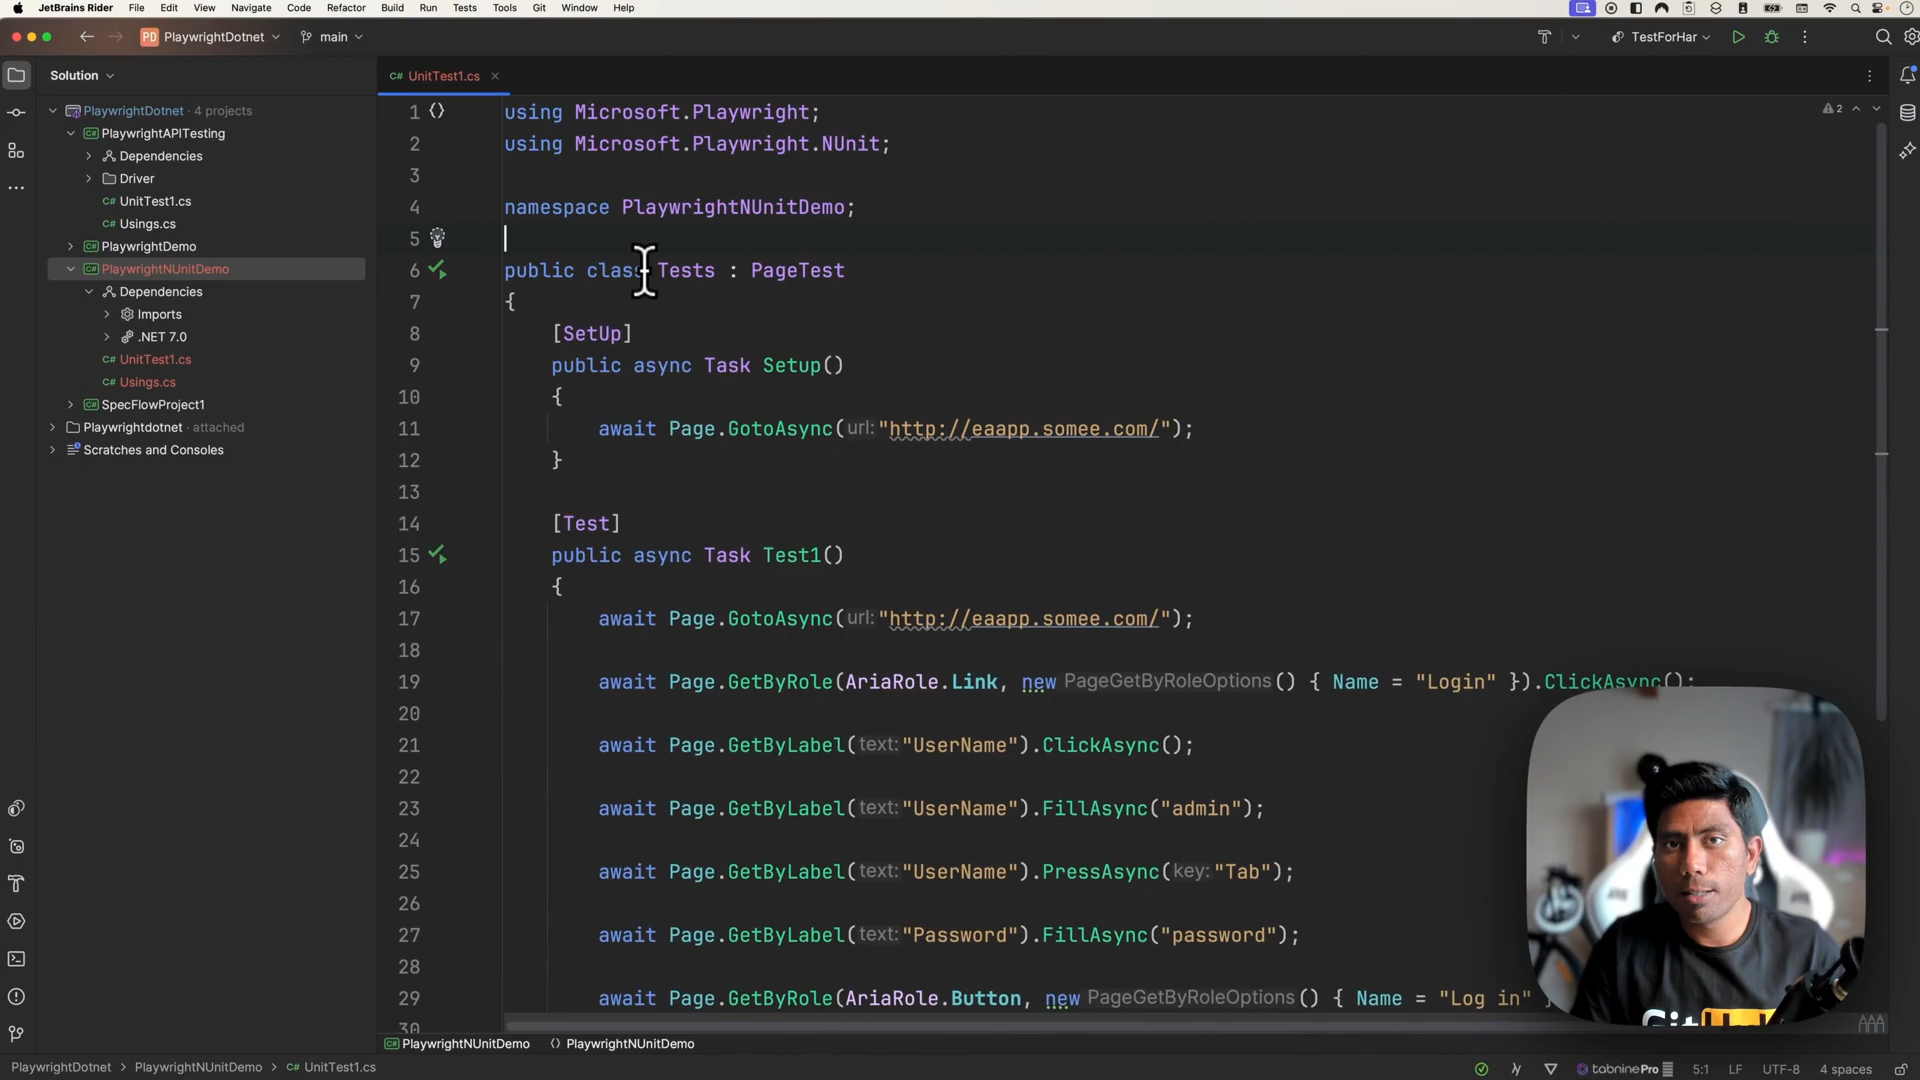 JetBrains Rider File Edit View Navigate Code Refactor Build Run Tests Tools Git Window Help
PD PlaywrightDotnet main TestForHar
Solution
C# UnitTest1.cs
PlaywrightDotnet · 4 projects
C# PlaywrightAPITesting
Dependencies
Driver
C# UnitTest1.cs
C# Usings.cs
C# PlaywrightDemo
C# PlaywrightNUnitDemo
Dependencies
Imports
.NET 7.0
C# UnitTest1.cs
C# Usings.cs
C# SpecFlowProject1
Playwrightdotnet · attached
Scratches and Consoles
2
1 using Microsoft.Playwright;
2 using Microsoft.Playwright.NUnit;
3
4 namespace PlaywrightNUnitDemo;
5
6 public class Tests : PageTest
7 {
8 [SetUp]
9 public async Task Setup()
10 {
11 await Page.GotoAsync(url:"http://eaapp.somee.com/");
12 }
13
14 [Test]
15 public async Task Test1()
16 {
17 await Page.GotoAsync(url:"http://eaapp.somee.com/");
18
19 await Page.GetByRole(AriaRole.Link, new PageGetByRoleOptions() { Name = "Login" }).ClickAsync();
20
21 await Page.GetByLabel(text:"UserName").ClickAsync();
22
23 await Page.GetByLabel(text:"UserName").FillAsync("admin");
24
25 await Page.GetByLabel(text:"UserName").PressAsync(key:"Tab");
26
27 await Page.GetByLabel(text:"Password").FillAsync("password");
28
29 await Page.GetByRole(AriaRole.Button, new PageGetByRoleOptions() { Name = "Log in" }
30
C# PlaywrightNUnitDemo PlaywrightNUnitDemo
PlaywrightDotnet > PlaywrightNUnitDemo > C# UnitTest1.cs
tabnine Pro 5:1 LF UTF-8 4 spaces